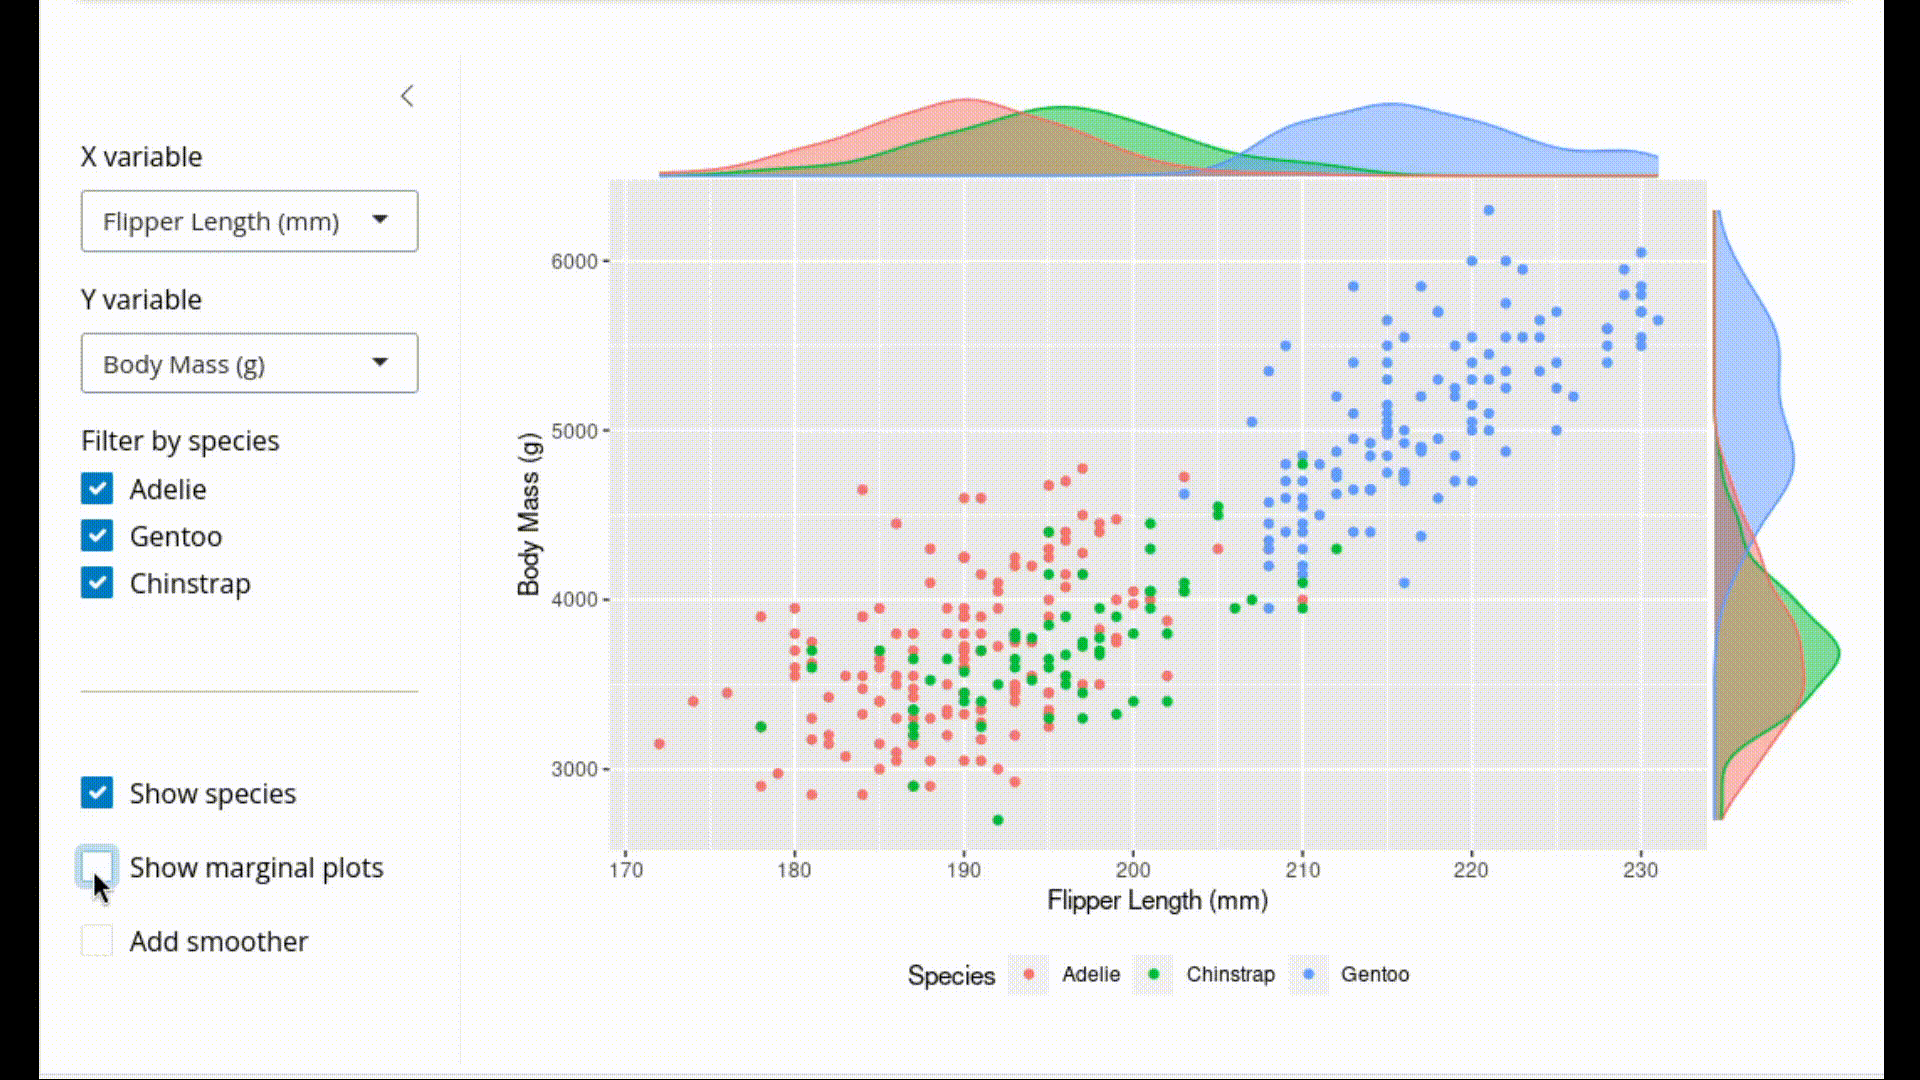 X variable
Flipper Length (mm)
Y variable
Body Mass (g)
Filter by species
Adelie
Gentoo
Chinstrap
Show species
Show marginal plots
Add smoother
Body Mass (g)
6000
5000
4000
3000
170 180 190 200 210 220 230
Flipper Length (mm)
Species Adelie Chinstrap Gentoo